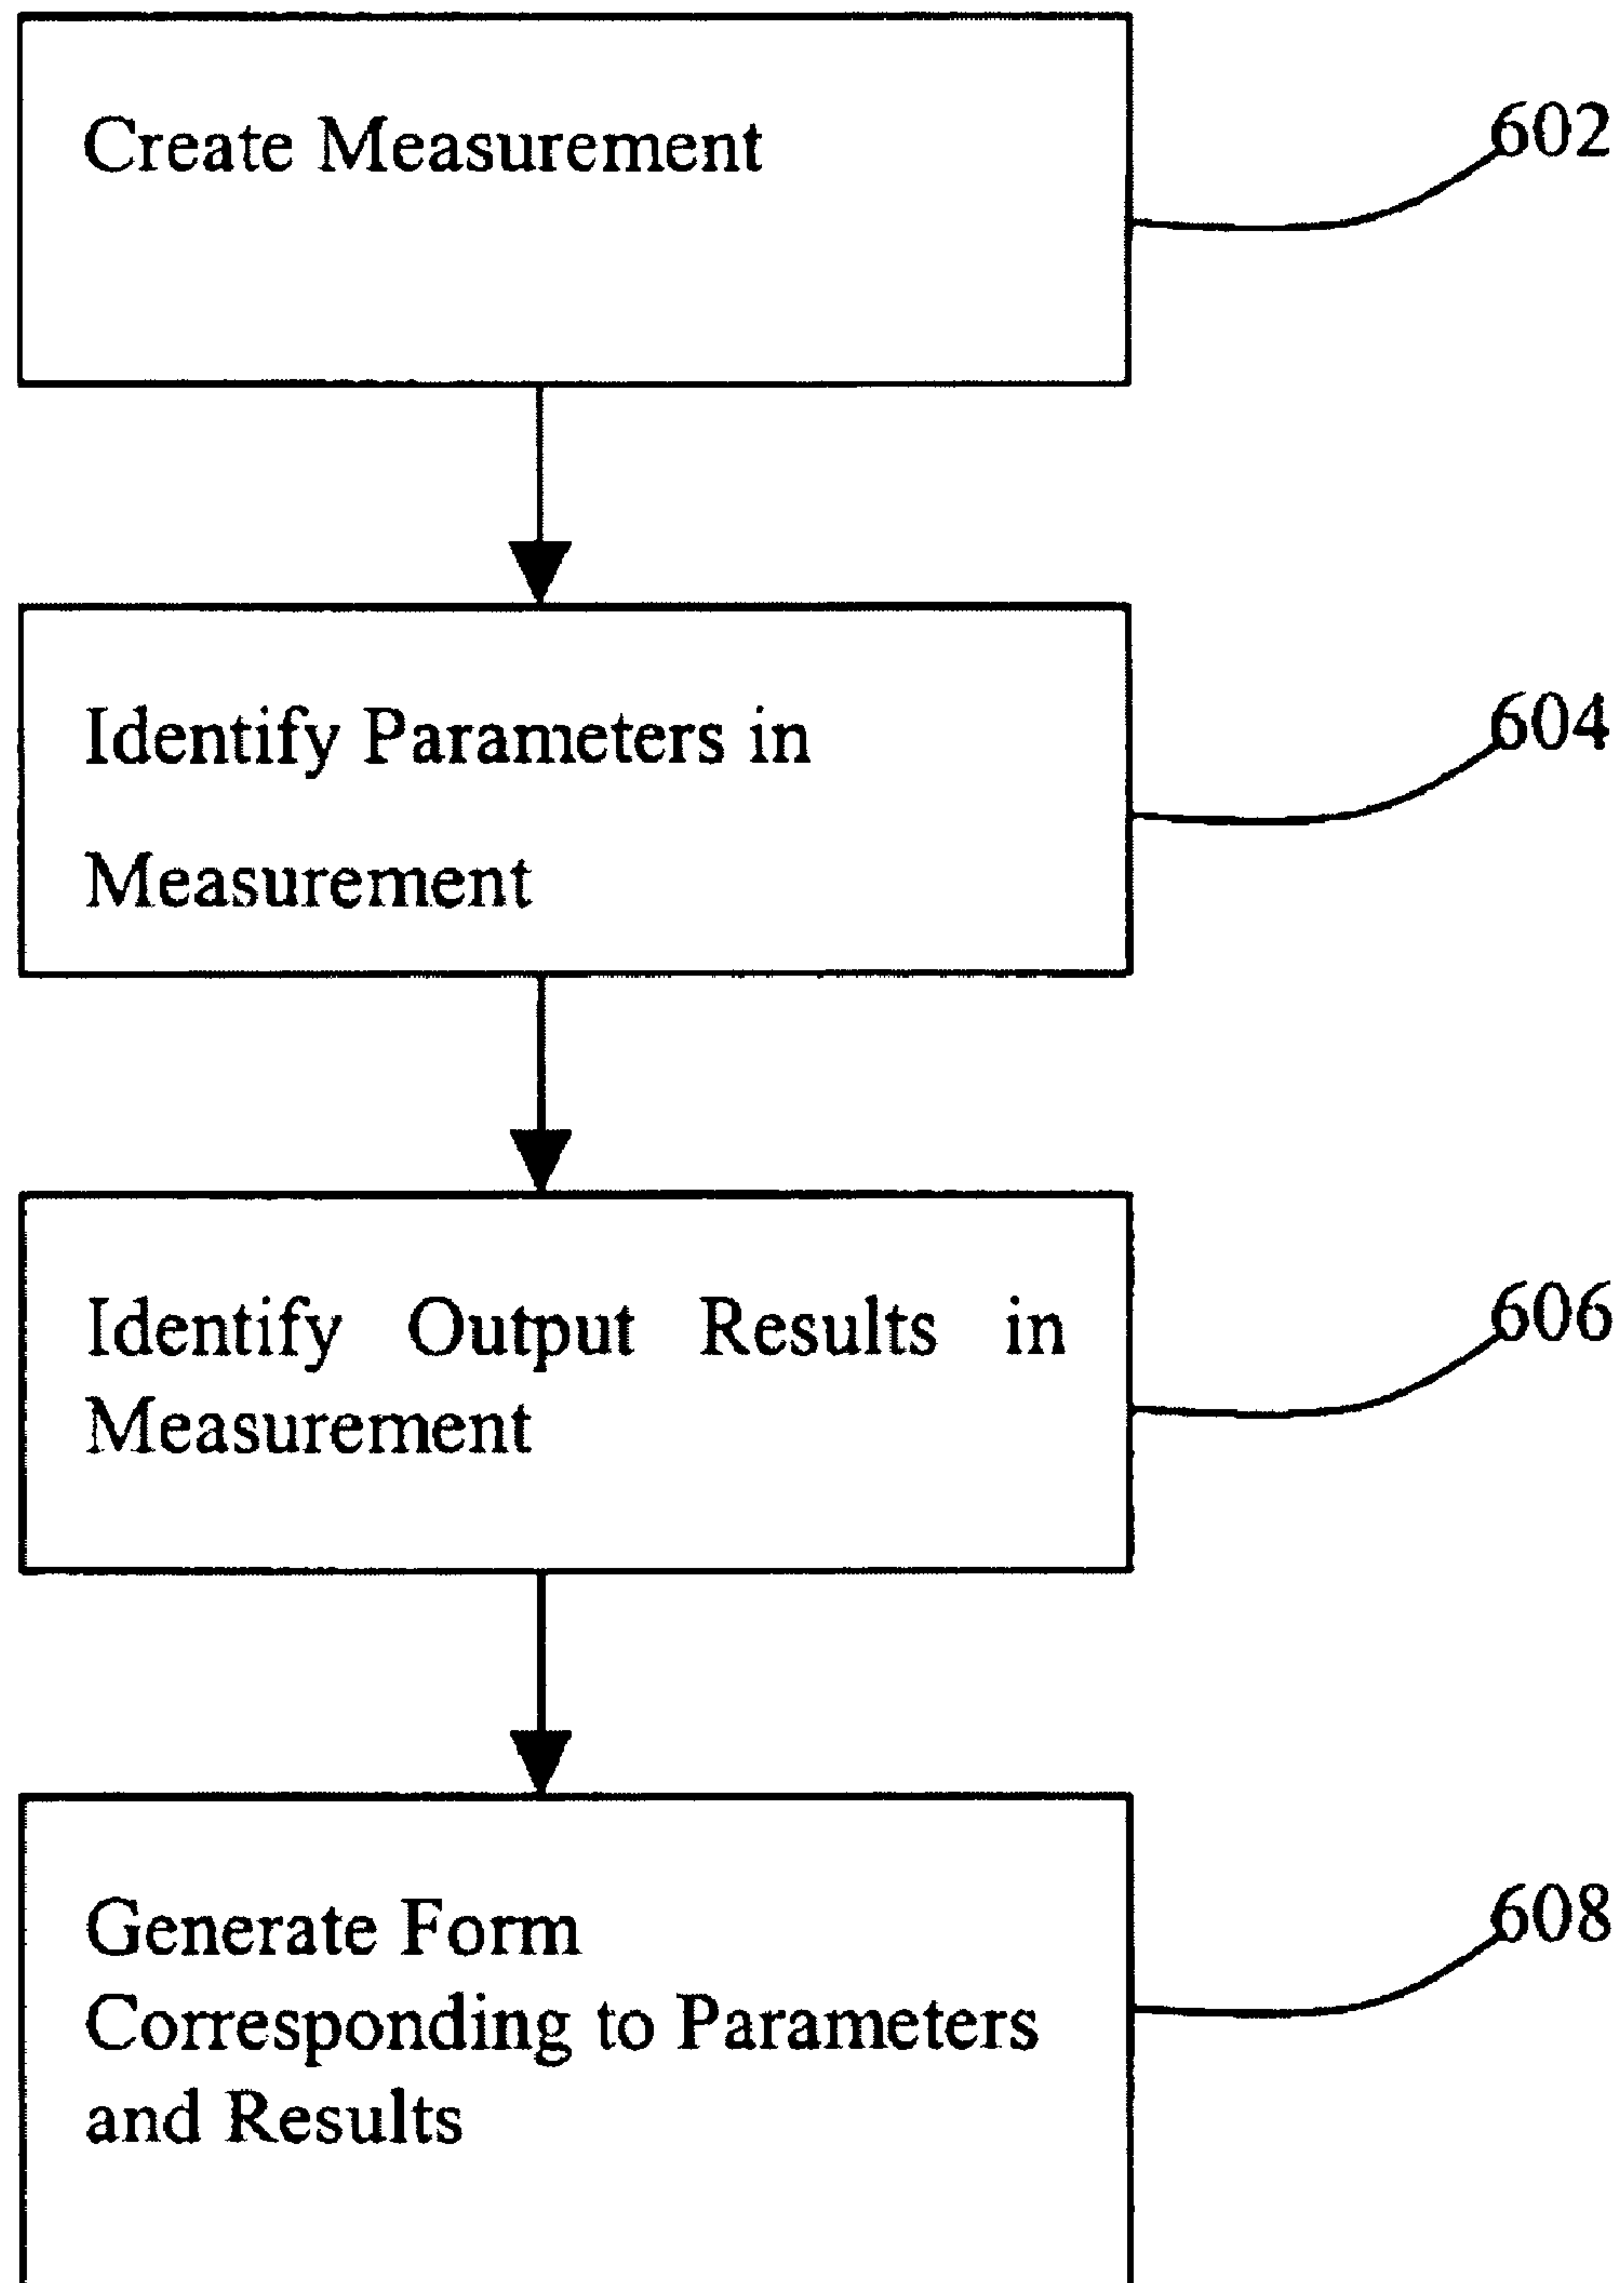 Create Measurement
602
Identify Parameters in
Measurement
604
Identify Output Results in
Measurement
606
Generate Form
Corresponding to Parameters
and Results
608